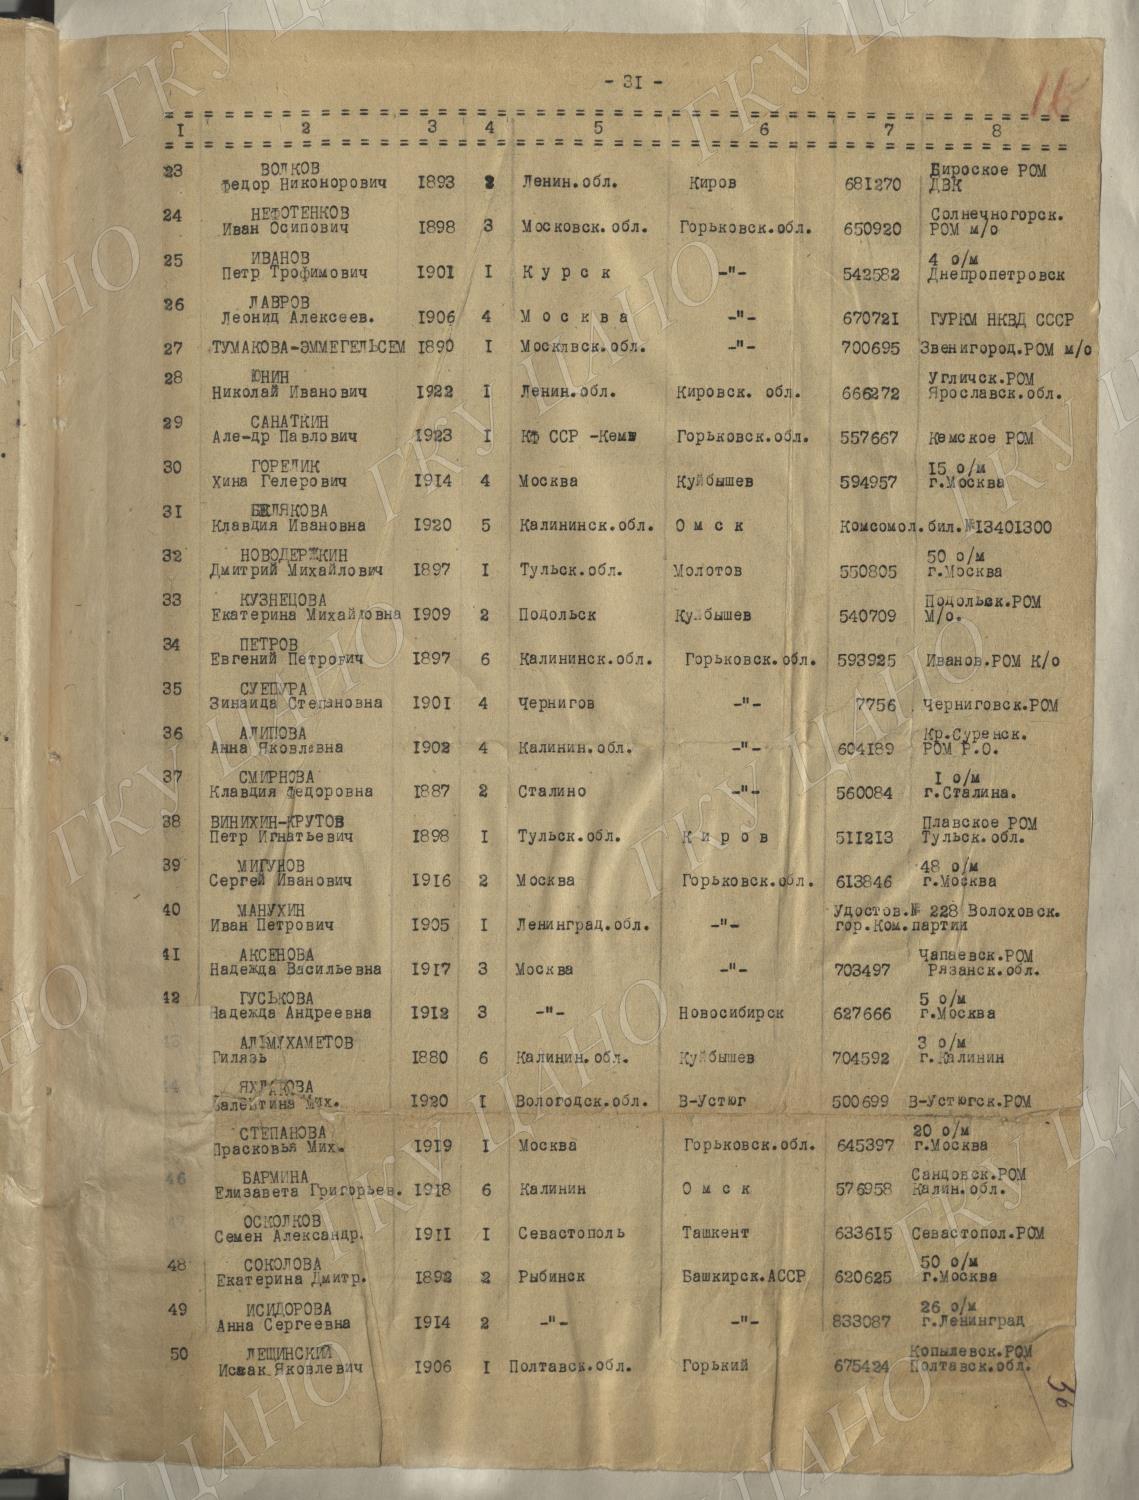 - 31 -
16
I 2 3 4 5 6 7 8
23 ВОЛКОВ Бироское РОМ
Федор Никонорович 1893 2 Ленин.обл. Киров 681270 ДВК
24 НЕФОТЕНКОВ Солнечногорск.
Иван Осипович 1898 3 Московск.обл. Горьковск.обл. 650920 РОМ м/о
25 ИВАНОВ 4 о/м
Петр Трофимович 1901 I Курск -"- 542582 Днепропетровск
26 ЛАВРОВ
Леонид Алексеев. 1906 4 Москва -"- 670721 ГУРКМ НКВД СССР
27 ТУМАКОВА-ЭММЕГЕЛЬСЕМ 1890 I Москввск.обл. -"- 700695 Звенигород.РОМ м/о
28 ЮНИН Угличск.РОМ
Николай Иванович 1922 I Ленин.обл. Кировск. обл. 666272 Ярославск.обл.
29 САНАТКИН
Але-др Павлович 1923 I КФ ССР -Кемь Горьковск.обл. 557667 Кемское РОМ
30 ГОРЕЛИК 15 о/м
Хина Гелерович 1914 4 Москва Куйбышев 594957 г.Москва
31 БЕЛЯКОВА
Клавдия Ивановна 1920 5 Калининск.обл. Омск Комсомол.бил.№13401300
32 НОВОДЕРЖКИН 50 о/м
Дмитрий Михайлович 1897 I Тульск.обл. Молотов 550805 г.Москва
33 КУЗНЕЦОВА Подольск.РОМ
Екатерина Михайловна 1909 2 Подольск Куйбышев 540709 М/о.
34 ПЕТРОВ
Евгений Петрович 1897 6 Калининск.обл. Горьковск.обл. 593925 Иванов.РОМ К/о
35 СУЕПУРА
Зинаида Степановна 1901 4 Чернигов -"- 7756 Черниговск.РОМ
36 АЛИПОВА Кр.Суренск.
Анна Яковлевна 1902 4 Калинин.обл. -"- 604189 РОМ Р.О.
37 СМИРНОВА I о/м
Клавдия Федоровна 1887 2 Сталино -"- 560084 г.Сталина.
38 ВИНИХИН-КРУТОВ Плавское РОМ
Петр Игнатьевич 1898 I Тульск.обл. Киров 511213 Тульск.обл.
39 МИГУНОВ 48 о/м
Сергей Иванович 1916 2 Москва Горьковск.обл. 613846 г.Москва
40 МАНУХИН Удостов.№ 228 Волоховск.
Иван Петрович 1905 I Ленинград.обл. -"- гор.Ком.партии
41 АКСЕНОВА Чапаевск.РОМ
Надежда Васильевна 1917 3 Москва -"- 703497 Рязанск.обл.
42 ГУСЬКОВА 5 о/м
Надежда Андреевна 1912 3 -"- Новосибирск 627666 г.Москва
43 АЛЬМУХАМЕТОВ 3 о/м
Гилязь 1880 6 Калинин.обл. Куйбышев 704592 г.Калинин
44 ЯХЛАКОВА
Валентина Мих. 1920 I Вологодск.обл. В-Устюг 500699 В-Устюгск.РОМ
СТЕПАНОВА 20 о/м
Прасковья Мих. 1919 I Москва Горьковск.обл. 645397 г.Москва
46 БАРМИНА Сандовск.РОМ
Елизавета Григорьев. 1918 6 Калинин Омск 576958 Калин.обл.
47 ОСКОЛКОВ
Семен Александр. 1911 I Севастополь Ташкент 633615 Севастопол.РОМ
48 СОКОЛОВА 50 о/м
Екатерина Дмитр. 1892 2 Рыбинск Башкирск.АССР 620625 г.Москва
49 ИСИДОРОВА 26 о/м
Анна Сергеевна 1914 2 -"- -"- 833087 г.Ленинград
50 ЛЕЩИНСКИЙ Копылевск.РОМ
Исаак Яковлевич 1906 I Полтавск.обл. Горький 675424 Полтавск.обл.
36
ГКУ ЦАНО